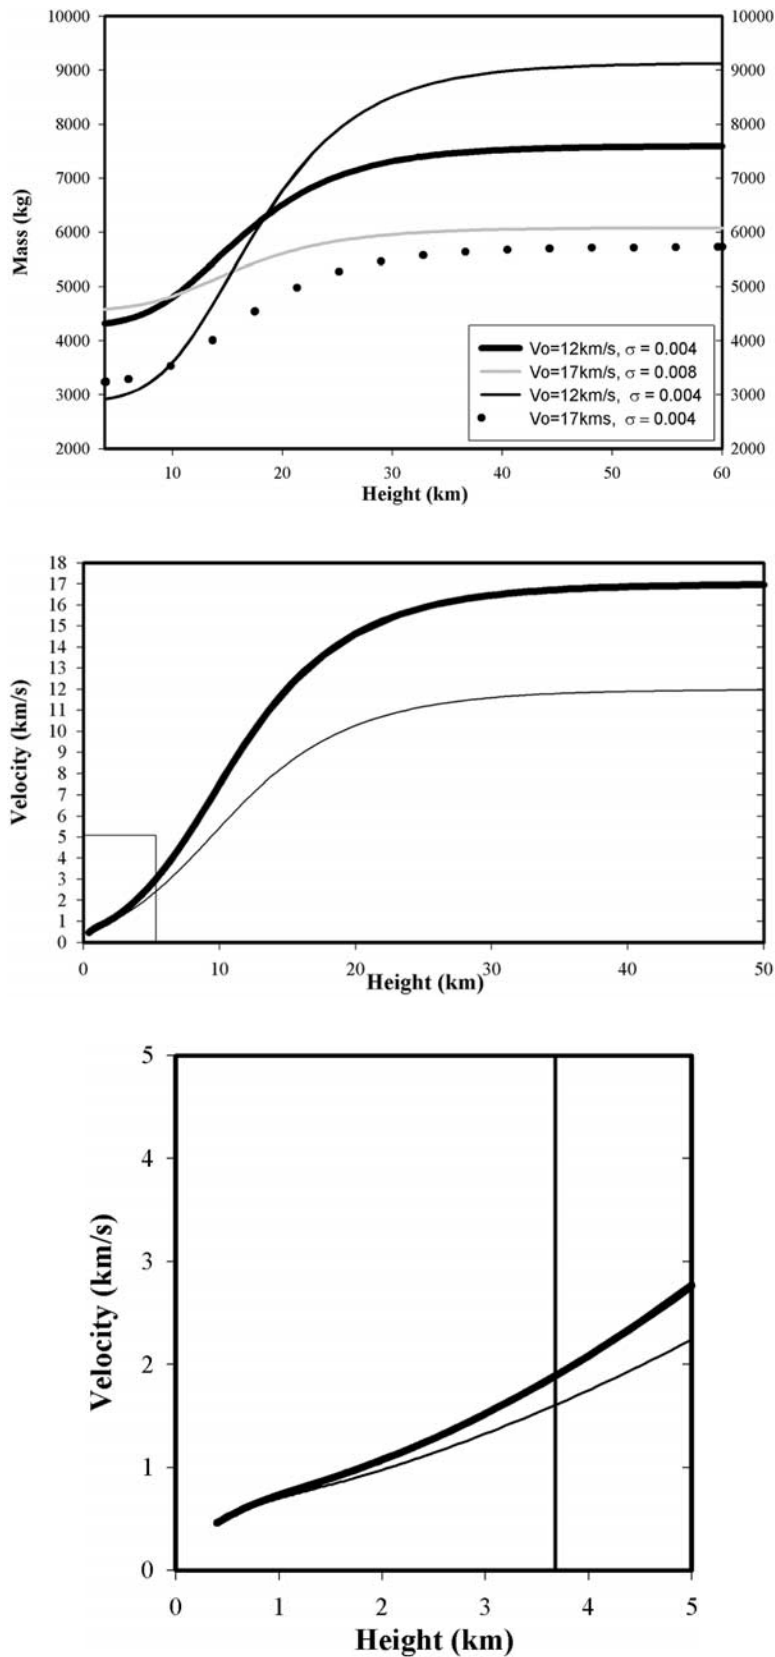 10000 10000
9000 9000
8000 8000
7000 7000
6000 6000
5000 5000
4000 4000
3000 3000
2000 2000
Mass (kg)
Vo=12km/s, σ = 0.004
Vo=17km/s, σ = 0.008
Vo=12km/s, σ = 0.004
Vo=17kms, σ = 0.004
10 20 30 40 50 60
Height (km)
18
17
16
15
14
13
12
11
10
9
8
7
6
5
4
3
2
1
0
Velocity (km/s)
0 10 20 30 40 50
Height (km)
5
4
3
2
1
0
Velocity (km/s)
0 1 2 3 4 5
Height (km)